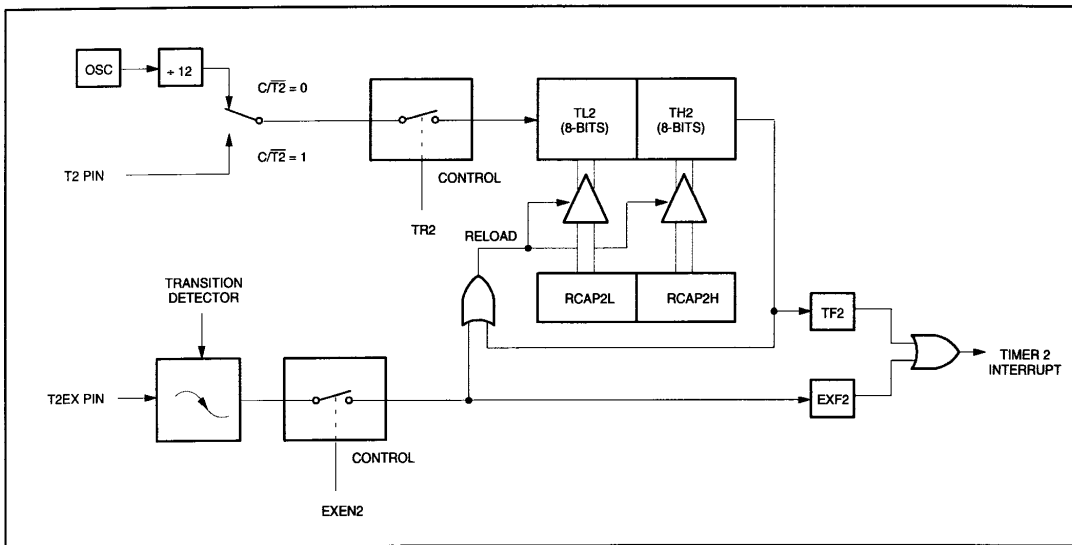 OSC
÷ 12
C/T2̅ = 0
TL2
(8-BITS)
TH2
(8-BITS)
C/T2̅ = 1
T2 PIN
CONTROL
TR2
RELOAD
TRANSITION
DETECTOR
RCAP2L
RCAP2H
TF2
TIMER 2
INTERRUPT
T2EX PIN
EXF2
CONTROL
EXEN2